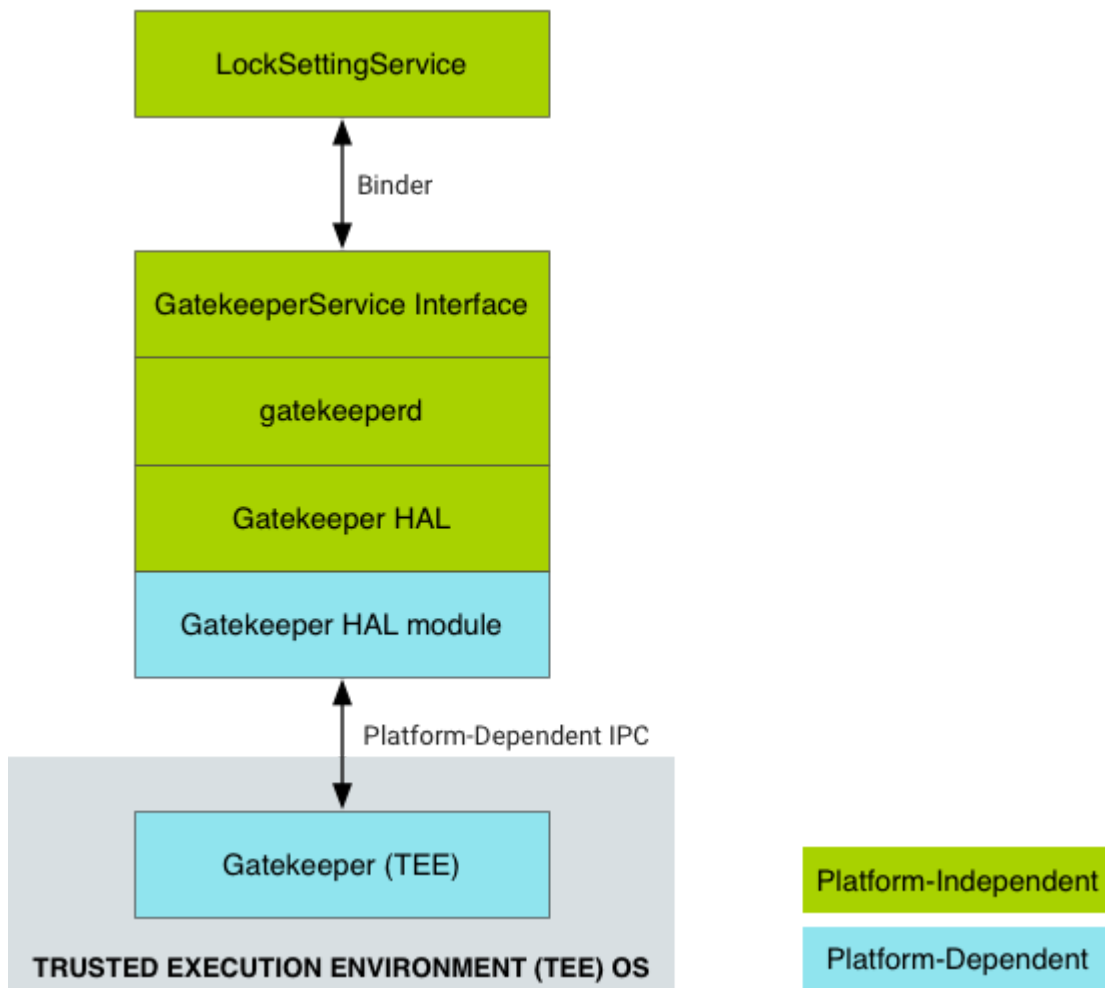 LockSettingService
Binder
GatekeeperService Interface
gatekeeperd
Gatekeeper HAL
Gatekeeper HAL module
Platform-Dependent IPC
Gatekeeper (TEE)
TRUSTED EXECUTION ENVIRONMENT (TEE) OS
Platform-Independent
Platform-Dependent